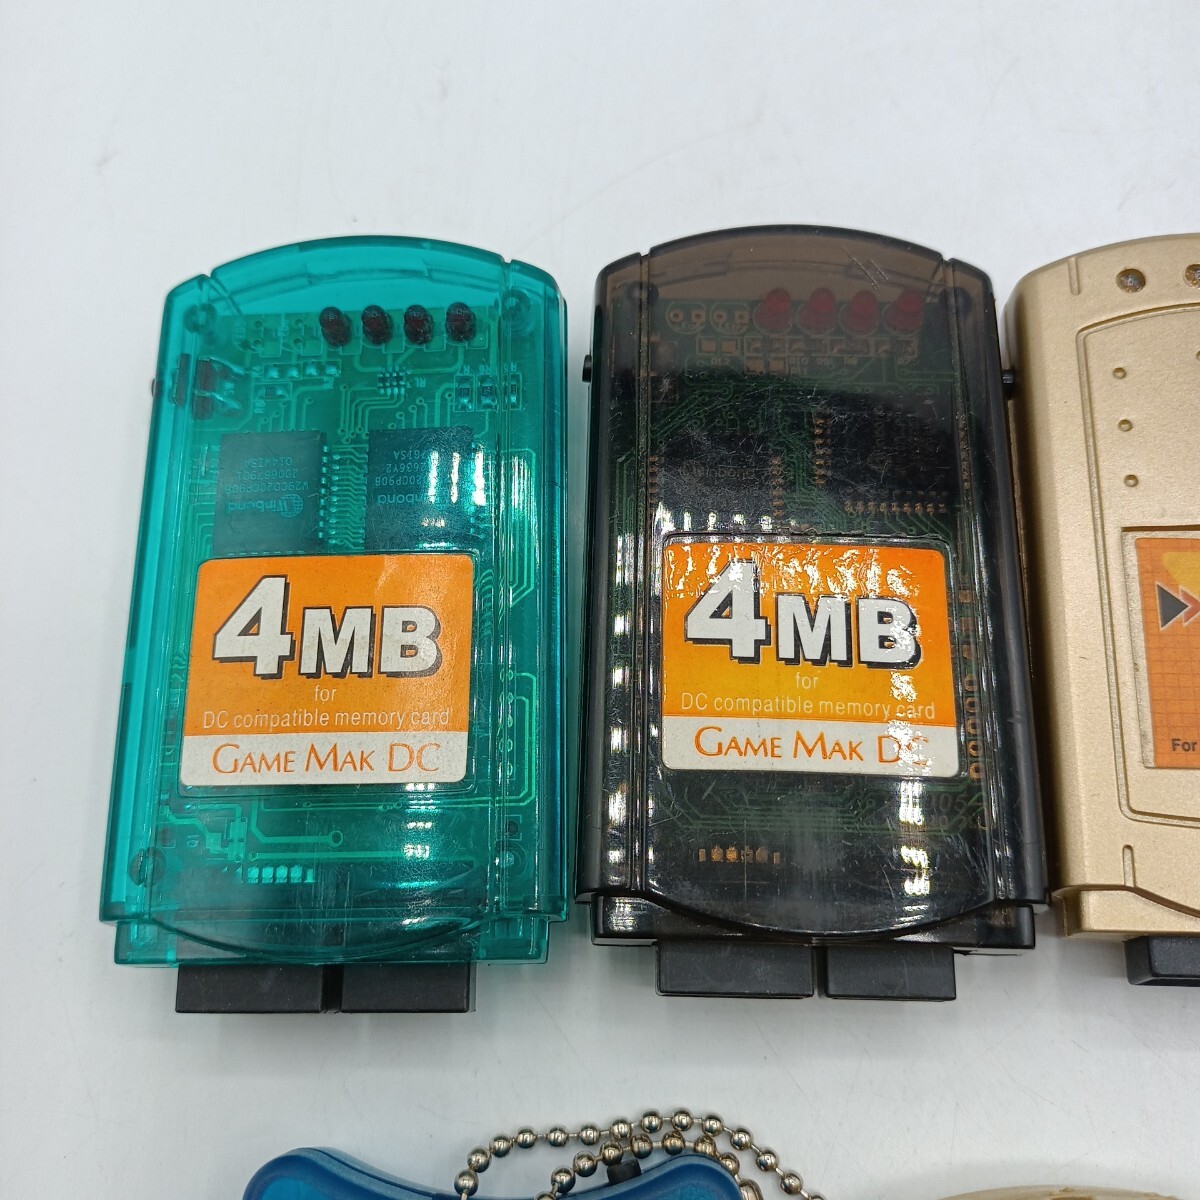 4MB
for
DC compatible memory card
GAME MAK DC
Winbond
4MB
for
DC compatible memory card
GAME MAK DC
For